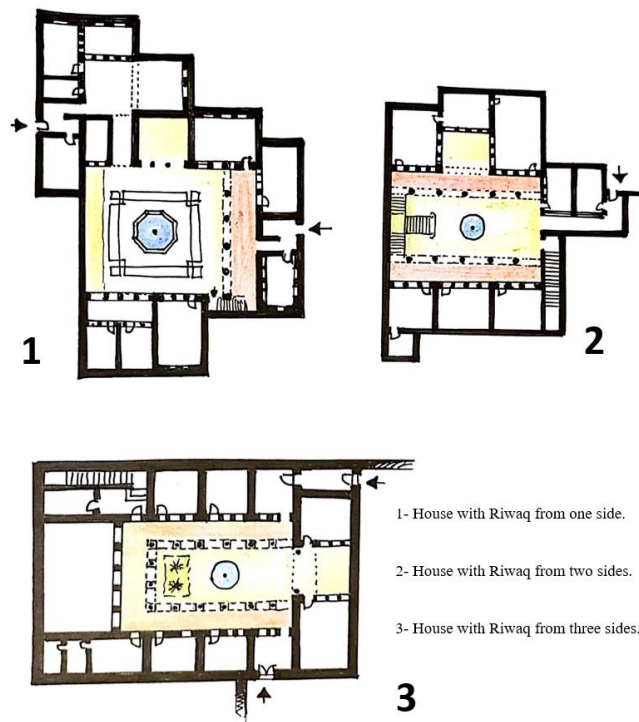 1
2
1- House with Riwaq from one side.
2- House with Riwaq from two sides.
3- House with Riwaq from three sides.
3